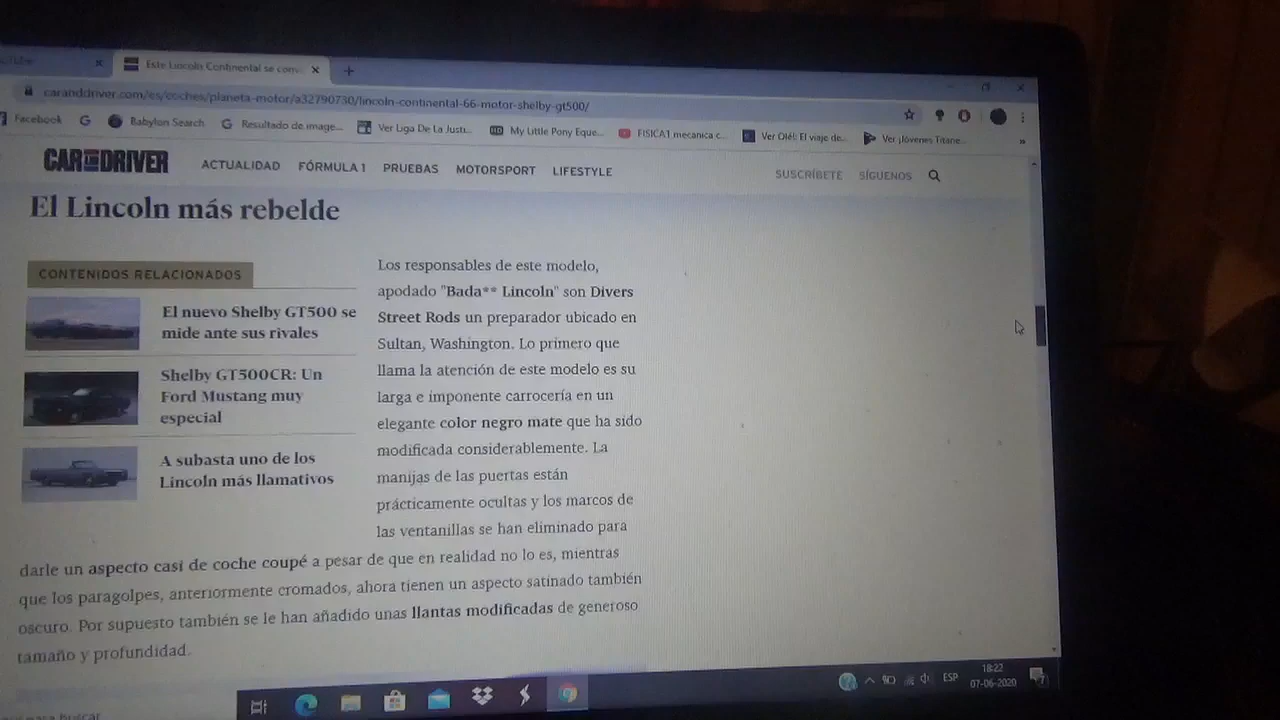 Este Lincoln Continental se conv
caranddriver.com/es/coches/planeta-motor/a32790730/lincoln-continental-66-motor-shelby-gt500/
Facebook
Babylon Search
Resultado de image...
Ver Liga De La Justi...
My Little Pony Eque...
FISICA1 mecanica c...
Ver Olé!: El viaje de...
Ver ¡Jóvenes Titane...
»
CAR AND DRIVER
ACTUALIDAD
FÓRMULA 1
PRUEBAS
MOTORSPORT
LIFESTYLE
SUSCRÍBETE
SÍGUENOS
El Lincoln más rebelde
CONTENIDOS RELACIONADOS
El nuevo Shelby GT500 se
mide ante sus rivales
Shelby GT500CR: Un
Ford Mustang muy
especial
A subasta uno de los
Lincoln más llamativos
Los responsables de este modelo,
apodado "Bada** Lincoln" son Divers
Street Rods un preparador ubicado en
Sultan, Washington. Lo primero que
llama la atención de este modelo es su
larga e imponente carrocería en un
elegante color negro mate que ha sido
modificada considerablemente. La
manijas de las puertas están
prácticamente ocultas y los marcos de
las ventanillas se han eliminado para
darle un aspecto casi de coche coupé a pesar de que en realidad no lo es, mientras
que los paragolpes, anteriormente cromados, ahora tienen un aspecto satinado también
oscuro. Por supuesto también se le han añadido unas llantas modificadas de generoso
tamaño y profundidad.
para buscar
ESP
18:22
07-06-2020
7